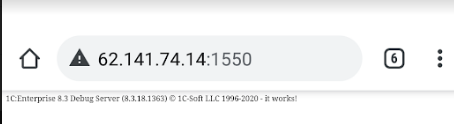 62.141.74.14:1550
6
1C:Enterprise 8.3 Debug Server (8.3.18.1363) © 1C-Soft LLC 1996-2020 - it works!